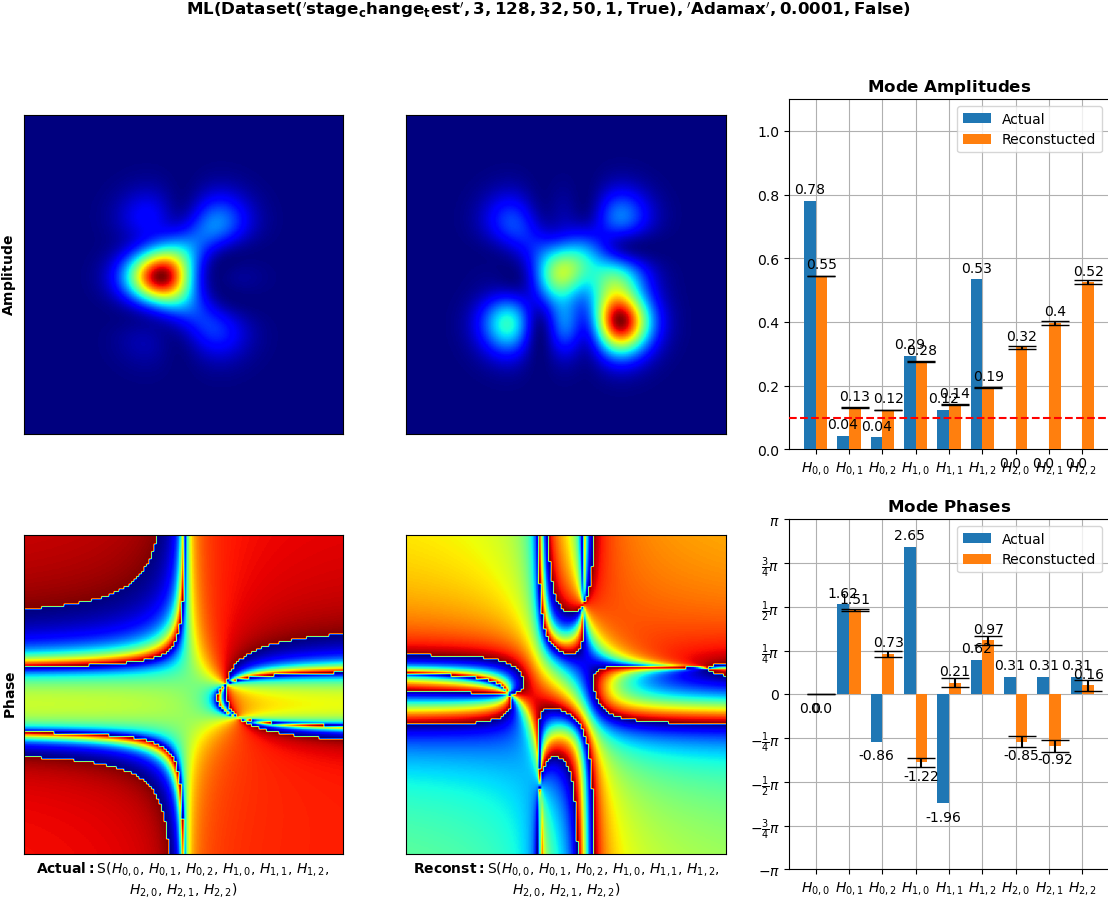 ML(Dataset('stage_change_test', 3, 128, 32, 50, 1, True), 'Adamax', 0.0001, False)
Amplitude
Mode Amplitudes
Actual
Reconstucted
1.0
0.8
0.6
0.4
0.2
0.0
0.78
0.55
0.04
0.13
0.04
0.12
0.29
0.28
0.12
0.14
0.53
0.19
0.0
0.32
0.0
0.4
0.0
0.52
H0,0 H0,1 H0,2 H1,0 H1,1 H1,2 H2,0 H2,1 H2,2
Phase
Actual: S(H0,0, H0,1, H0,2, H1,0, H1,1, H1,2,
H2,0, H2,1, H2,2)
Reconst: S(H0,0, H0,1, H0,2, H1,0, H1,1, H1,2,
H2,0, H2,1, H2,2)
Mode Phases
Actual
Reconstucted
π
3/4π
1/2π
1/4π
0
−1/4π
−1/2π
−3/4π
−π
0.0
0.0
1.62
1.51
-0.86
0.73
2.65
-1.22
-1.96
0.21
0.62
0.97
0.31
-0.85
0.31
-0.92
0.31
0.16
H0,0 H0,1 H0,2 H1,0 H1,1 H1,2 H2,0 H2,1 H2,2